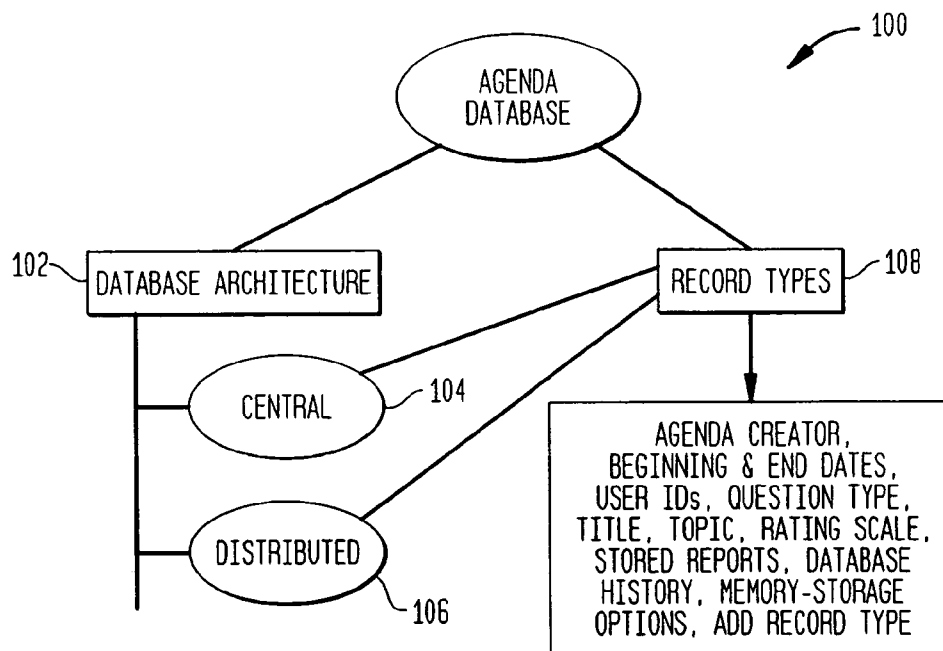 100
AGENDA
DATABASE
102
DATABASE ARCHITECTURE
RECORD TYPES
108
CENTRAL
104
DISTRIBUTED
106
AGENDA CREATOR,
BEGINNING & END DATES,
USER IDs, QUESTION TYPE,
TITLE, TOPIC, RATING SCALE,
STORED REPORTS, DATABASE
HISTORY, MEMORY-STORAGE
OPTIONS, ADD RECORD TYPE